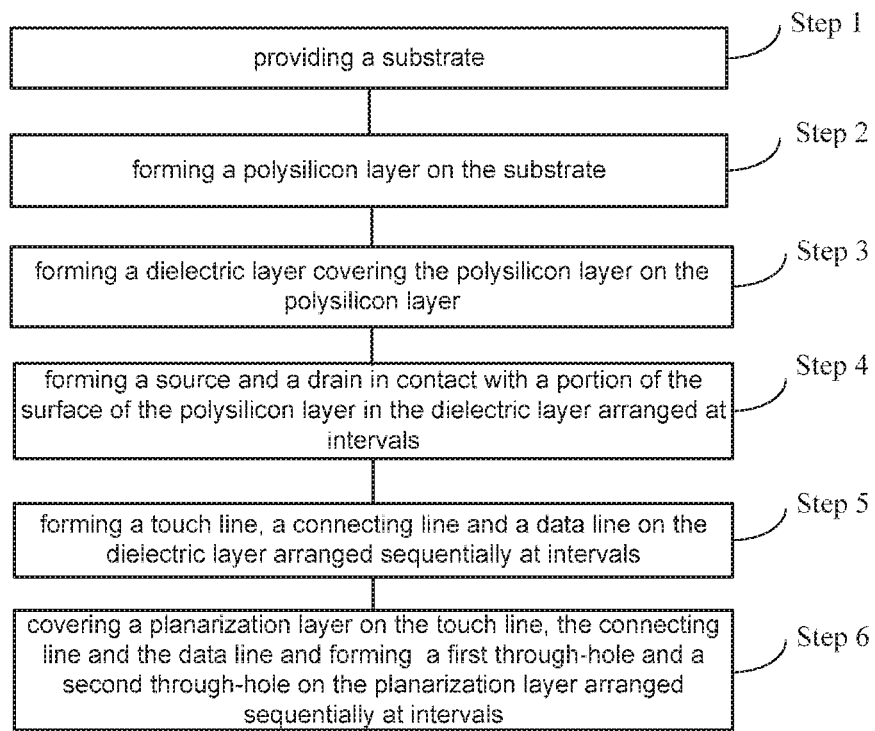 Step 1
providing a substrate
Step 2
forming a polysilicon layer on the substrate
Step 3
forming a dielectric layer covering the polysilicon layer on the
polysilicon layer
Step 4
forming a source and a drain in contact with a portion of the
surface of the polysilicon layer in the dielectric layer arranged at
intervals
Step 5
forming a touch line, a connecting line and a data line on the
dielectric layer arranged sequentially at intervals
Step 6
covering a planarization layer on the touch line, the connecting
line and the data line and forming a first through-hole and a
second through-hole on the planarization layer arranged
sequentially at intervals